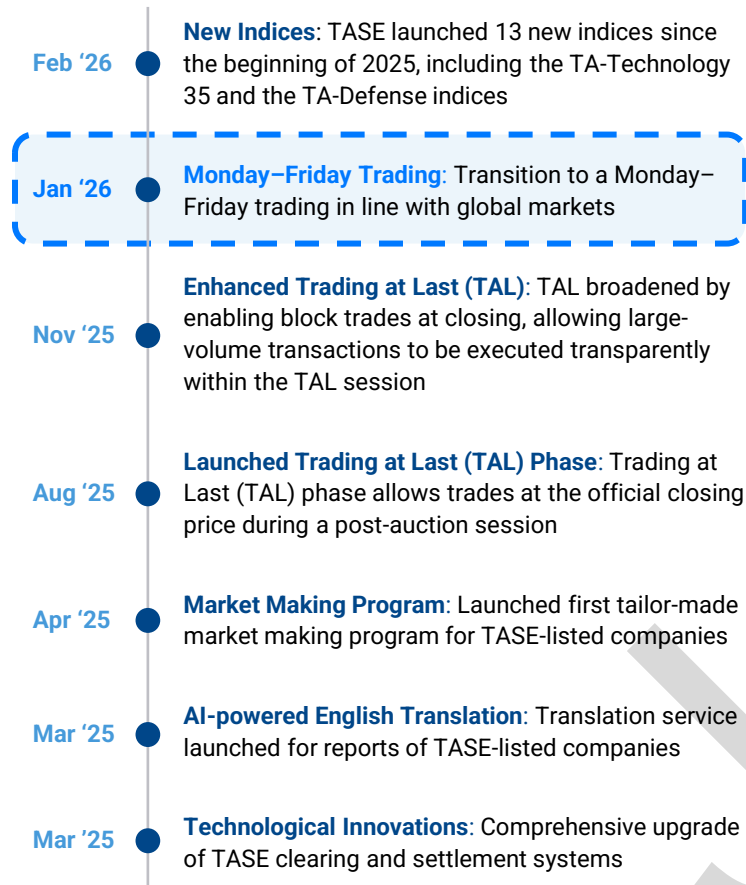 New Indices: TASE launched 13 new indices since
Feb ‘26
the beginning of 2025, including the TA-Technology
35 and the TA-Defense indices
Jan ‘26
Monday–Friday Trading: Transition to a Monday–
Friday trading in line with global markets
Enhanced Trading at Last (TAL): TAL broadened by
enabling block trades at closing, allowing large-
Nov ‘25
volume transactions to be executed transparently
within the TAL session
Launched Trading at Last (TAL) Phase: Trading at
Aug ‘25
Last (TAL) phase allows trades at the official closing
price during a post-auction session
Apr ‘25
Market Making Program: Launched first tailor-made
market making program for TASE-listed companies
Mar ‘25
AI-powered English Translation: Translation service
launched for reports of TASE-listed companies
Mar ’25
Technological Innovations: Comprehensive upgrade
of TASE clearing and settlement systems